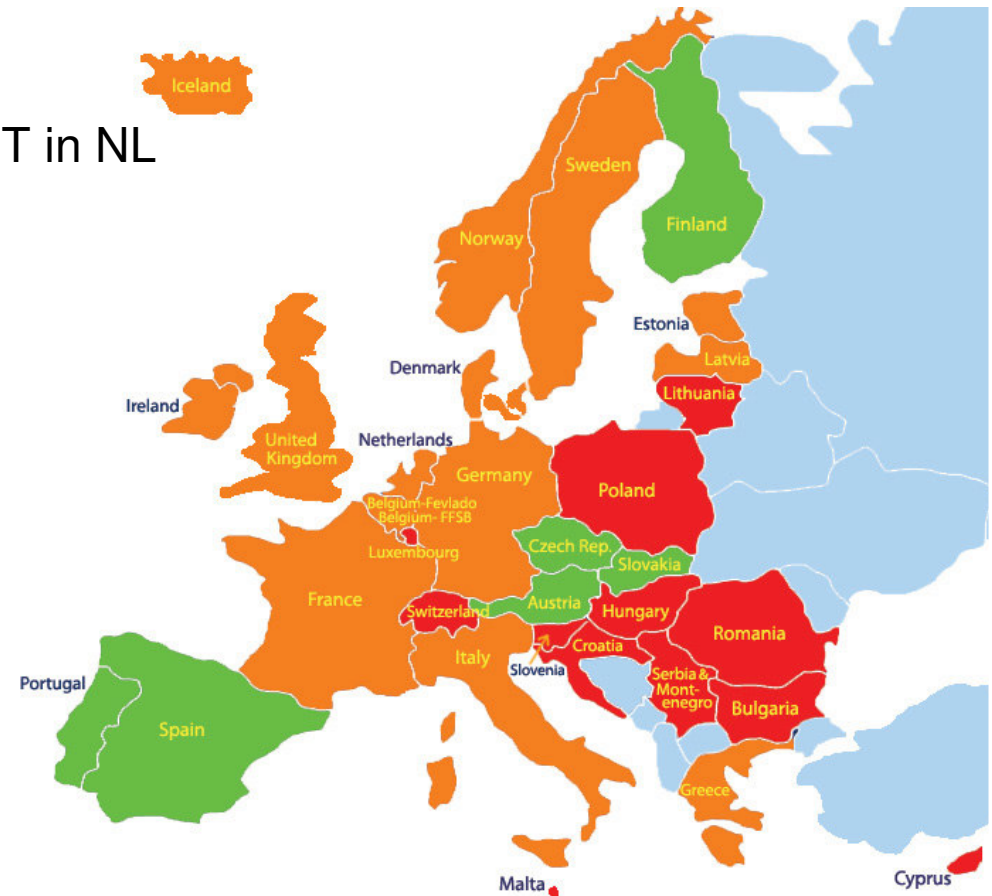 Iceland
T in NL
Sweden
Finland
Norway
Estonia
Latvia
Denmark
Lithuania
Ireland
Netherlands
United
Kingdom
Germany
Poland
Belgium-Fevlado
Belgium- FFSB
Czech Rep.
Luxembourg
Slovakia
France
Austria
Switzerland
Hungary
Romania
Croatia
Italy
Slovenia
Serbia &
Mont-
enegro
Portugal
Bulgaria
Spain
Greece
Malta
Cyprus